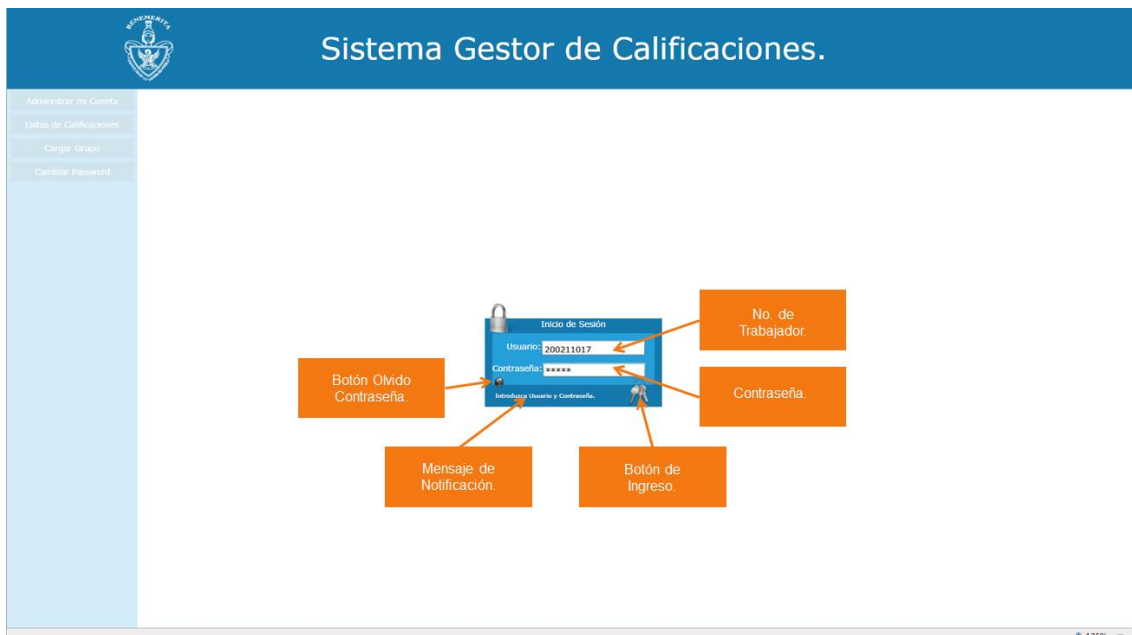 BENEMERITA
Sistema Gestor de Calificaciones.
Administrar mi Cuenta
Listas de Calificaciones
Cargar Grupo
Cambiar Password
Inicio de Sesión
Usuario: 200211017
Contraseña: *****
Introduzca Usuario y Contraseña.
No. de
Trabajador.
Contraseña.
Botón Olvido
Contraseña.
Mensaje de
Notificación.
Botón de
Ingreso.